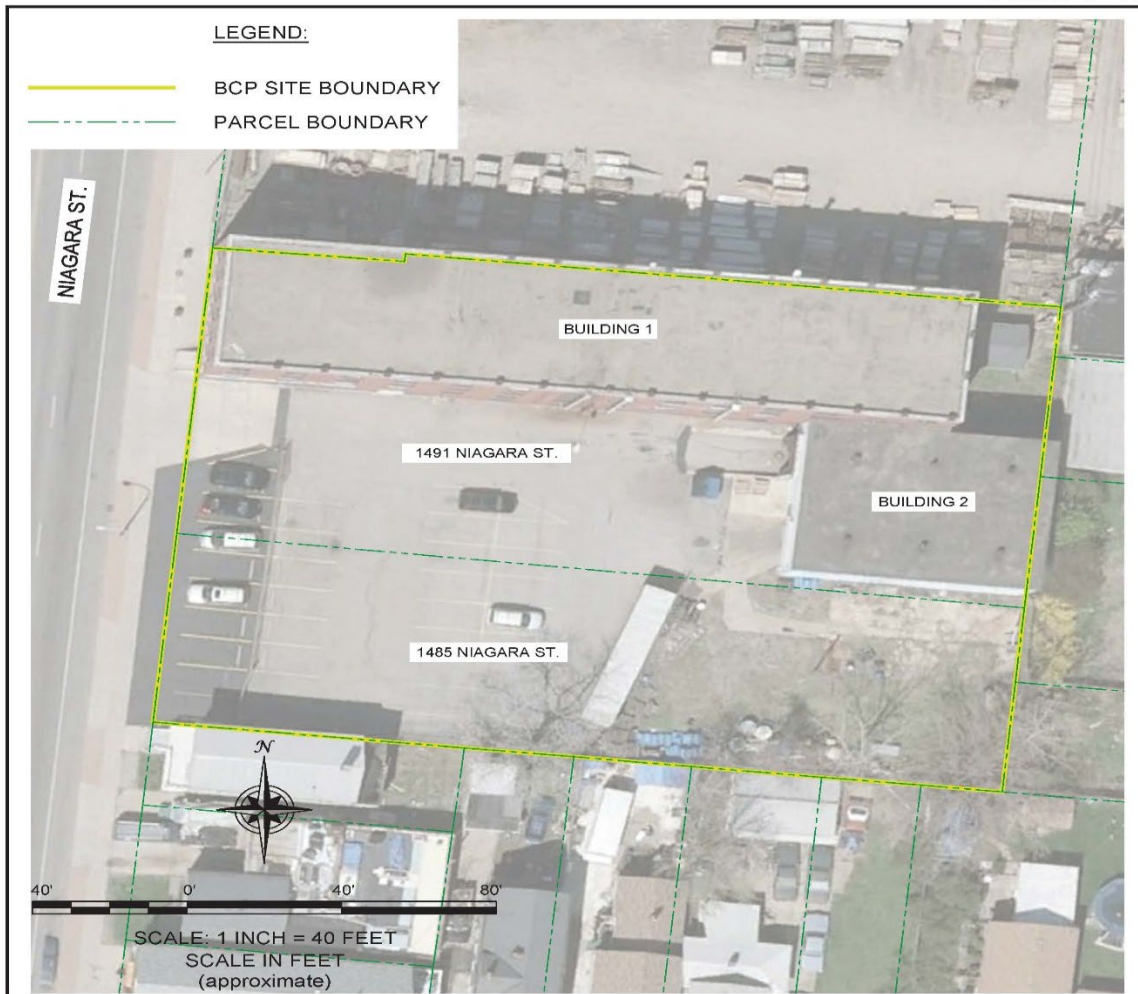 LEGEND:
BCP SITE BOUNDARY
PARCEL BOUNDARY
NIAGARA ST.
BUILDING 1
1491 NIAGARA ST.
BUILDING 2
1485 NIAGARA ST.
N
40' 0' 40' 80'
SCALE: 1 INCH = 40 FEET
SCALE IN FEET
(approximate)